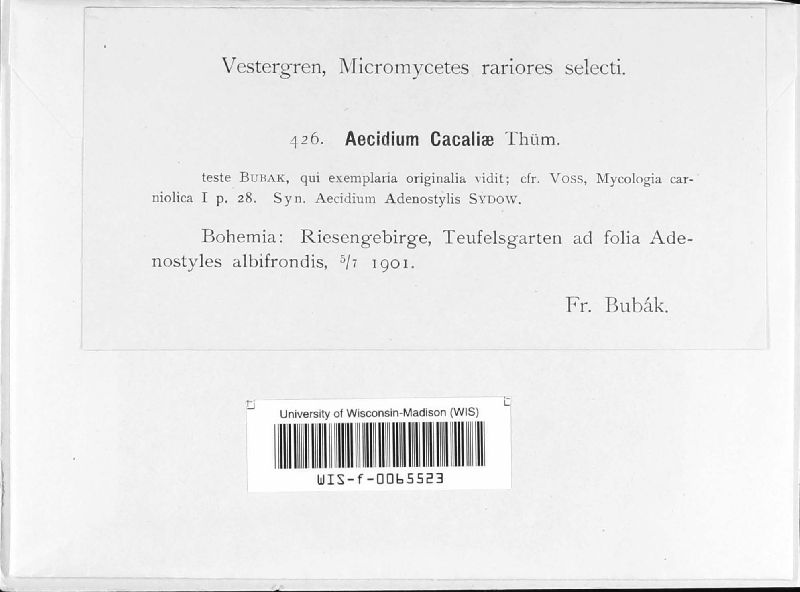 Vestergren, Micromycetes rariores selecti.
426. Aecidium Cacaliæ Thüm.
teste BUBAK, qui exemplaria originalia vidit; cfr. VOSS, Mycologia car-
niolica I p. 28. Syn. Aecidium Adenostylis SYDOW.
Bohemia: Riesengebirge, Teufelsgarten ad folia Ade-
nostyles albifrondis, 5/7 1901.
Fr. Bubák.
University of Wisconsin-Madison (WIS)
WIS-f-0065523